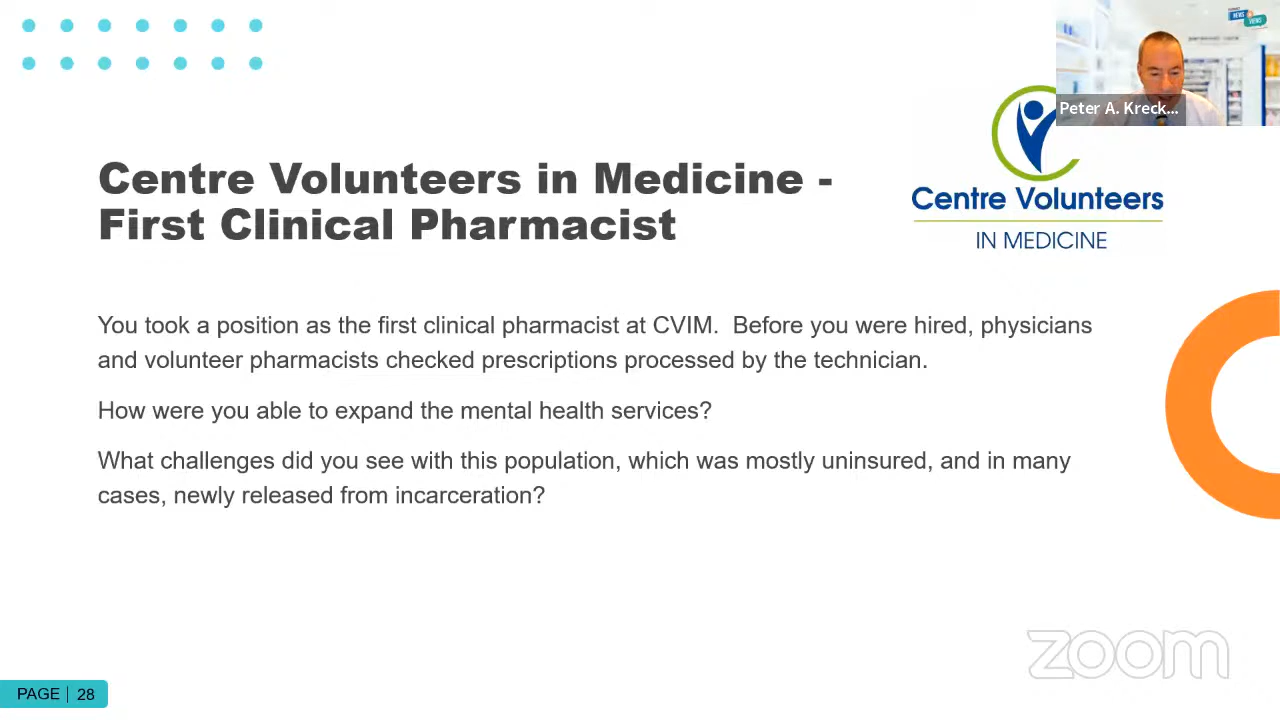 Peter A. Kreck...
Centre Volunteers
IN MEDICINE
Centre Volunteers in Medicine -
First Clinical Pharmacist
You took a position as the first clinical pharmacist at CVIM.  Before you were hired, physicians
and volunteer pharmacists checked prescriptions processed by the technician.
How were you able to expand the mental health services?
What challenges did you see with this population, which was mostly uninsured, and in many
cases, newly released from incarceration?
zoom
PAGE | 28